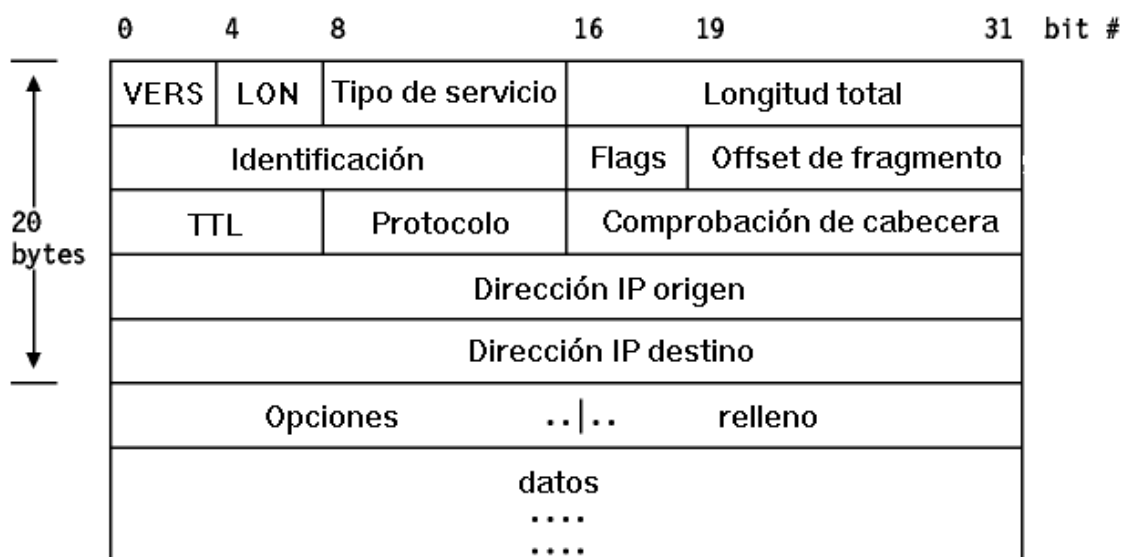 0 4 8 16 19 31 bit #
VERS LON Tipo de servicio Longitud total
Identificación Flags Offset de fragmento
20 bytes
TTL Protocolo Comprobación de cabecera
Dirección IP origen
Dirección IP destino
Opciones ..|.. relleno
datos
....
....